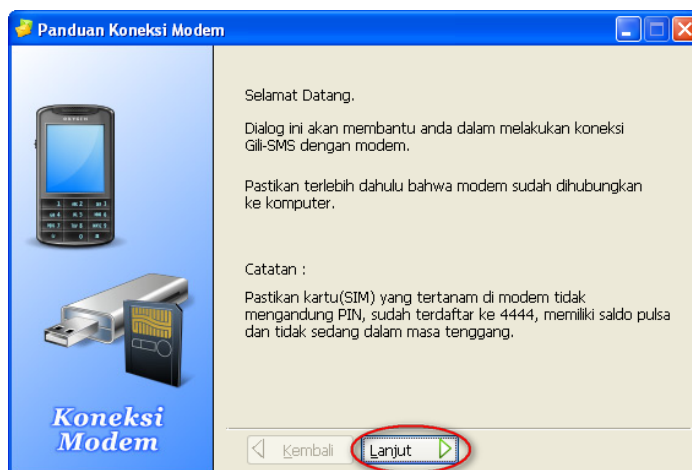 Panduan Koneksi Modem
Selamat Datang.
Dialog ini akan membantu anda dalam melakukan koneksi
Gili-SMS dengan modem.
Pastikan terlebih dahulu bahwa modem sudah dihubungkan
ke komputer.
Catatan :
Pastikan kartu(SIM) yang tertanam di modem tidak
mengandung PIN, sudah terdaftar ke 4444, memiliki saldo pulsa
dan tidak sedang dalam masa tenggang.
Koneksi
Modem
Kembali
Lanjut